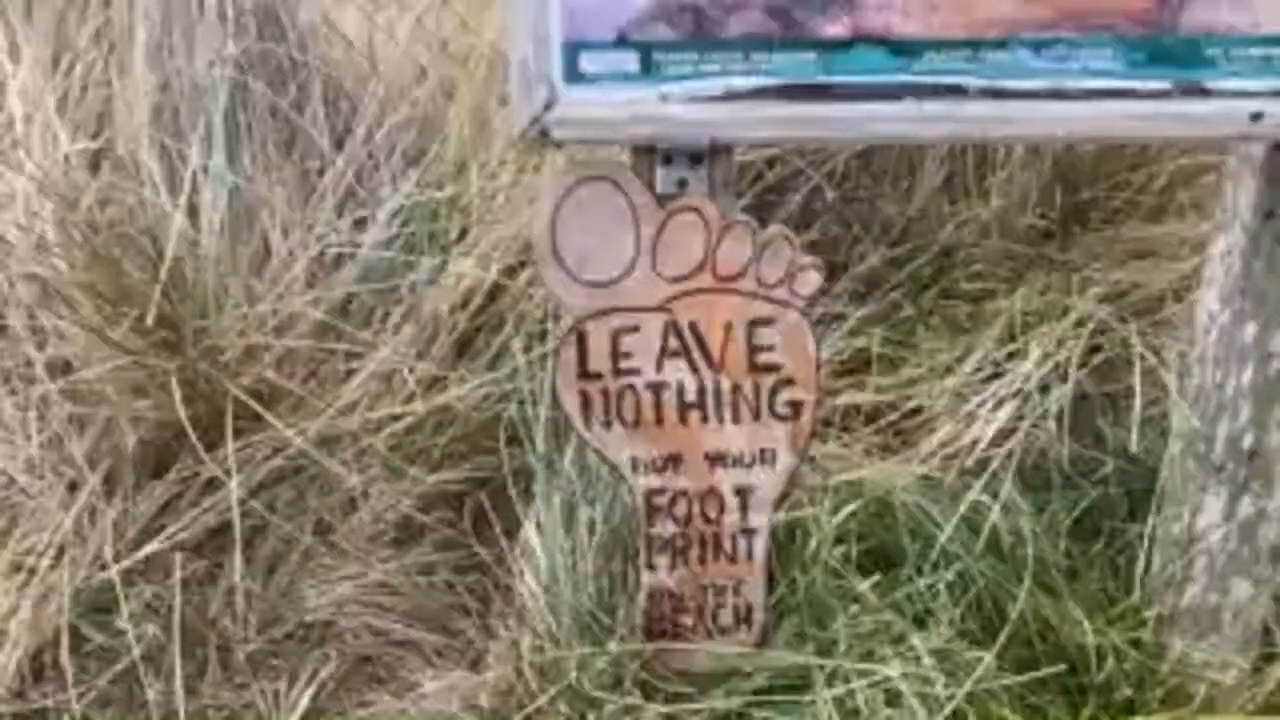 LEAVE
NOTHING
BUT YOUR
FOOT
PRINT
ON THE
BEACH